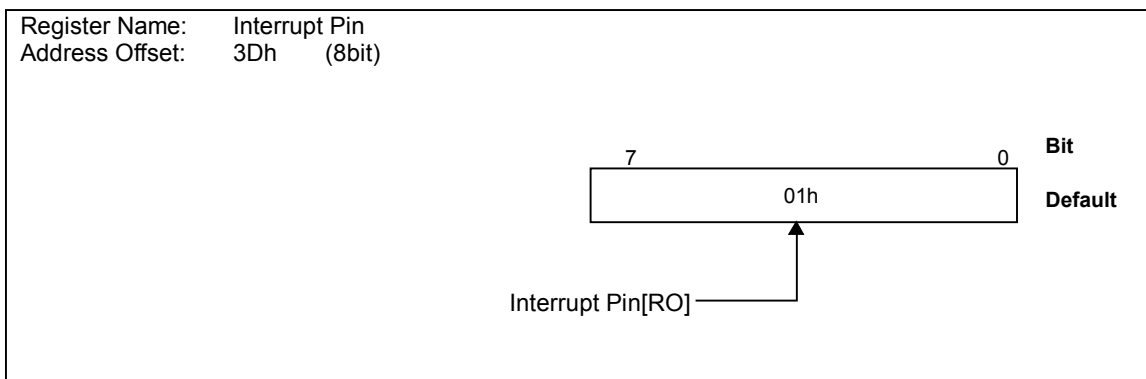 Register Name: Interrupt Pin
Address Offset: 3Dh (8bit)
7 0 Bit
01h Default
Interrupt Pin[RO]